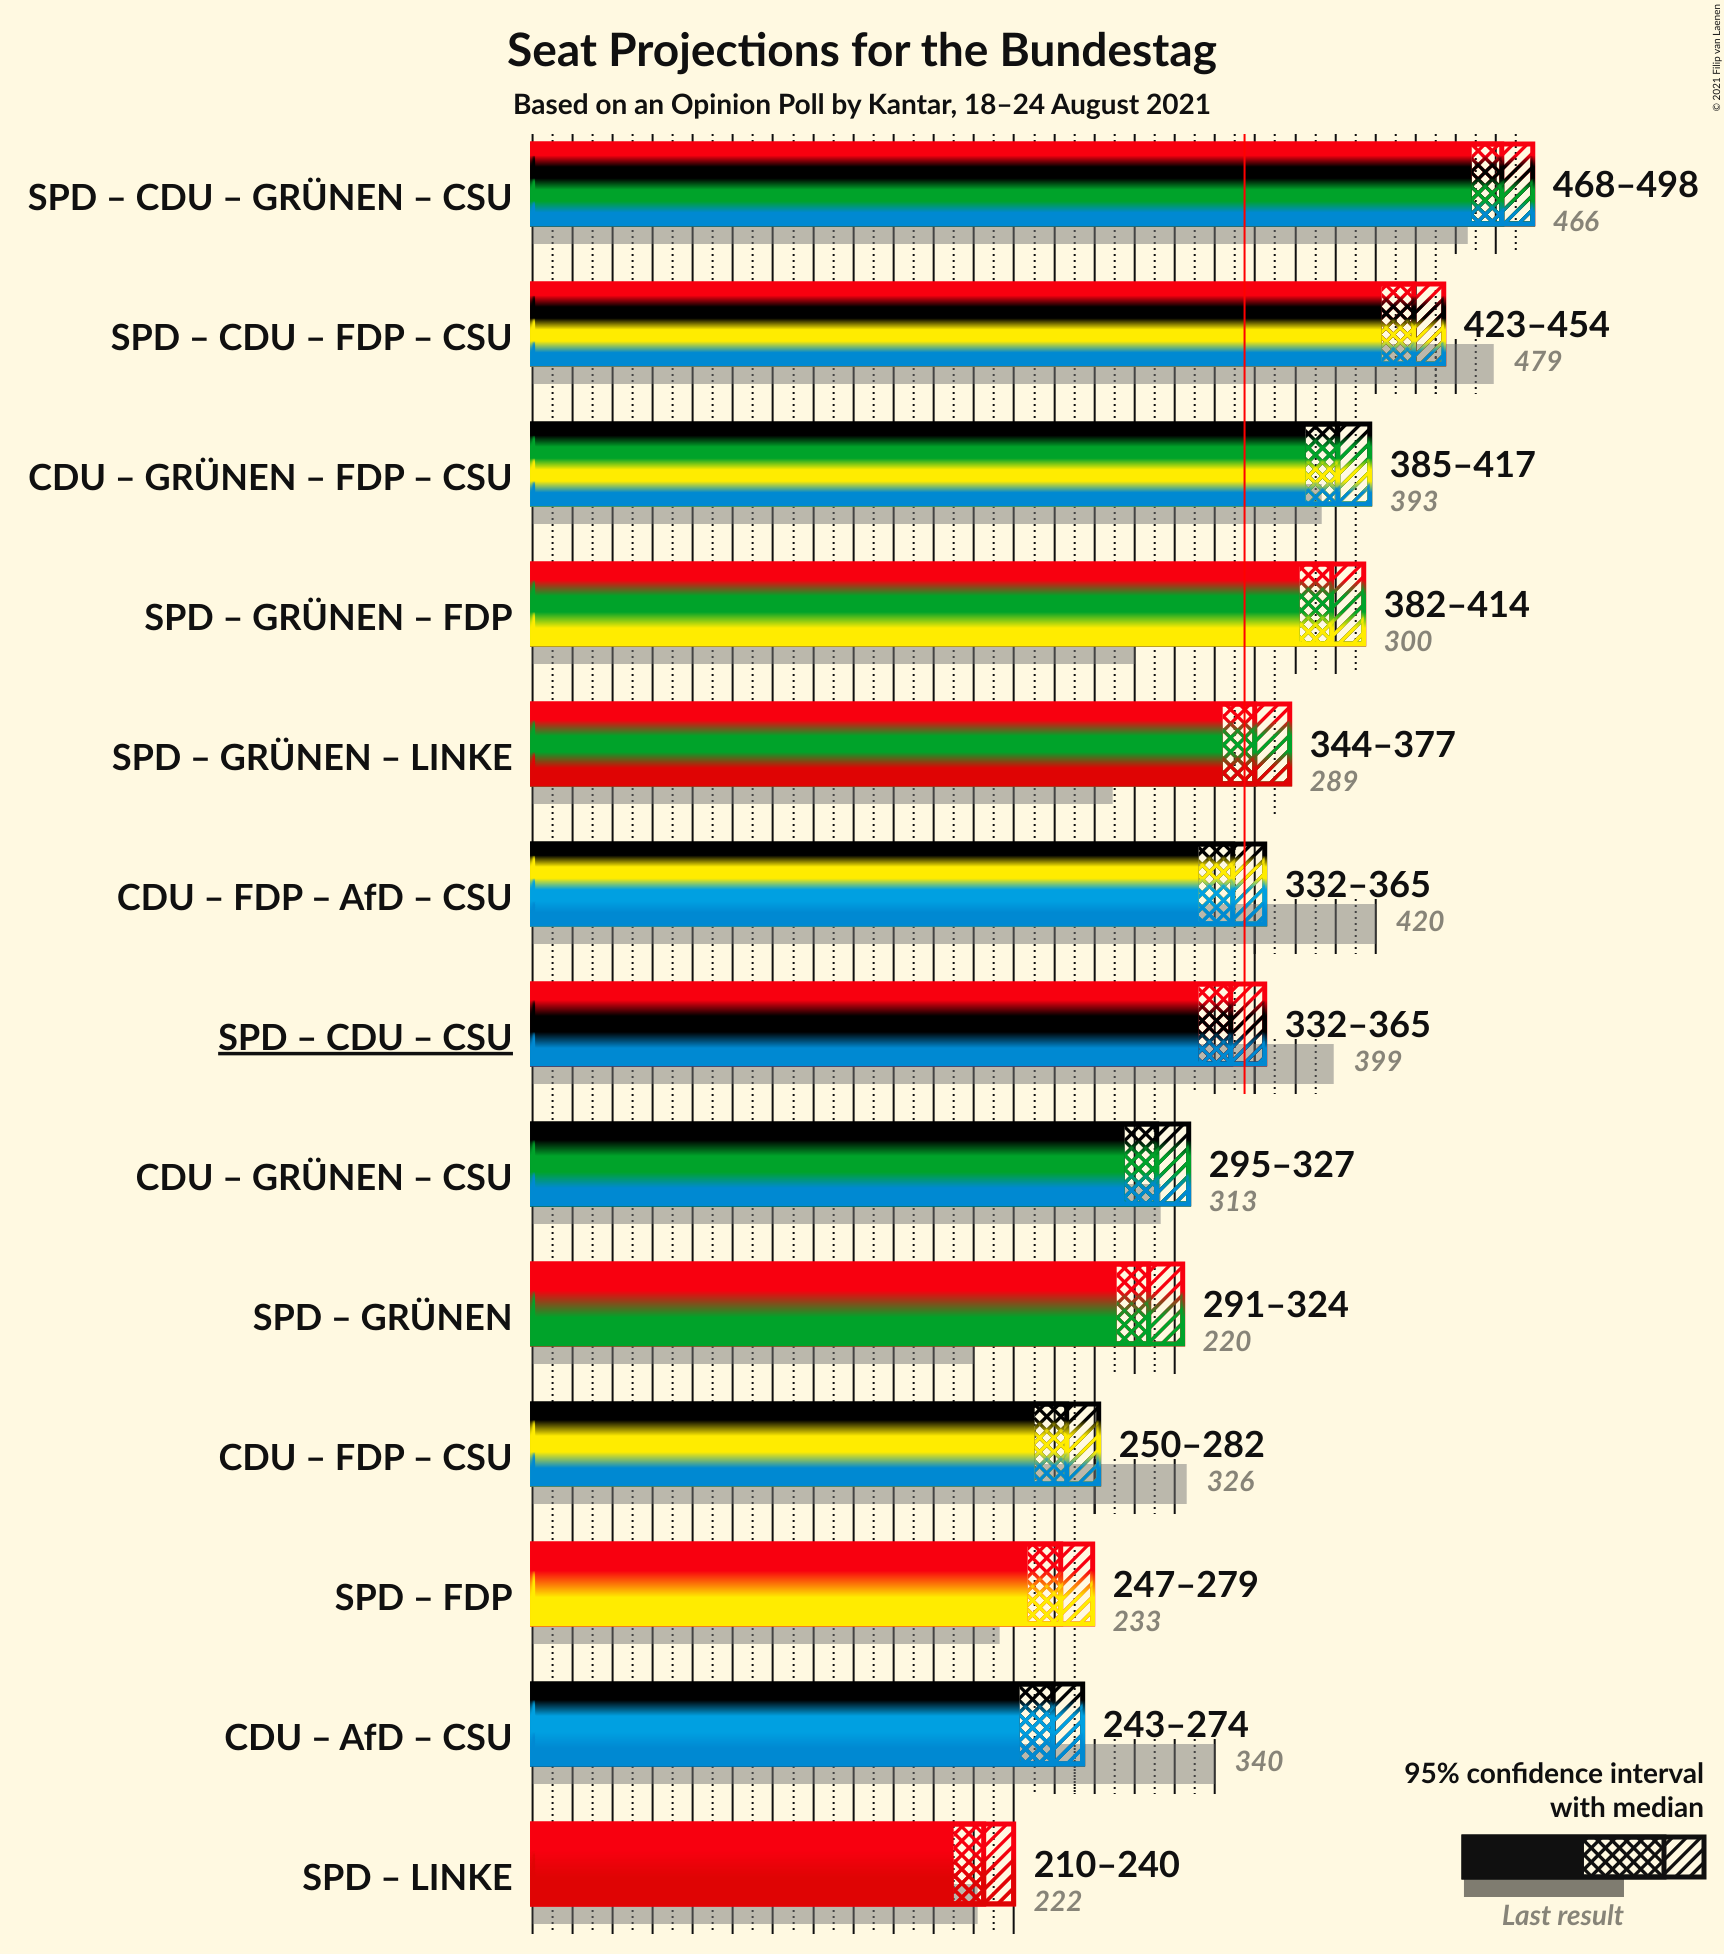 Seat Projections for the Bundestag
Based on an Opinion Poll by Kantar, 18–24 August 2021
© 2021 Filip van Laenen
SPD – CDU – GRÜNEN – CSU
468–498
466
SPD – CDU – FDP – CSU
423–454
479
CDU – GRÜNEN – FDP – CSU
385–417
393
SPD – GRÜNEN – FDP
382–414
300
SPD – GRÜNEN – LINKE
344–377
289
CDU – FDP – AfD – CSU
332–365
420
SPD – CDU – CSU
332–365
399
CDU – GRÜNEN – CSU
295–327
313
SPD – GRÜNEN
291–324
220
CDU – FDP – CSU
250–282
326
SPD – FDP
247–279
233
CDU – AfD – CSU
243–274
340
SPD – LINKE
210–240
222
95% confidence interval
with median
Last result